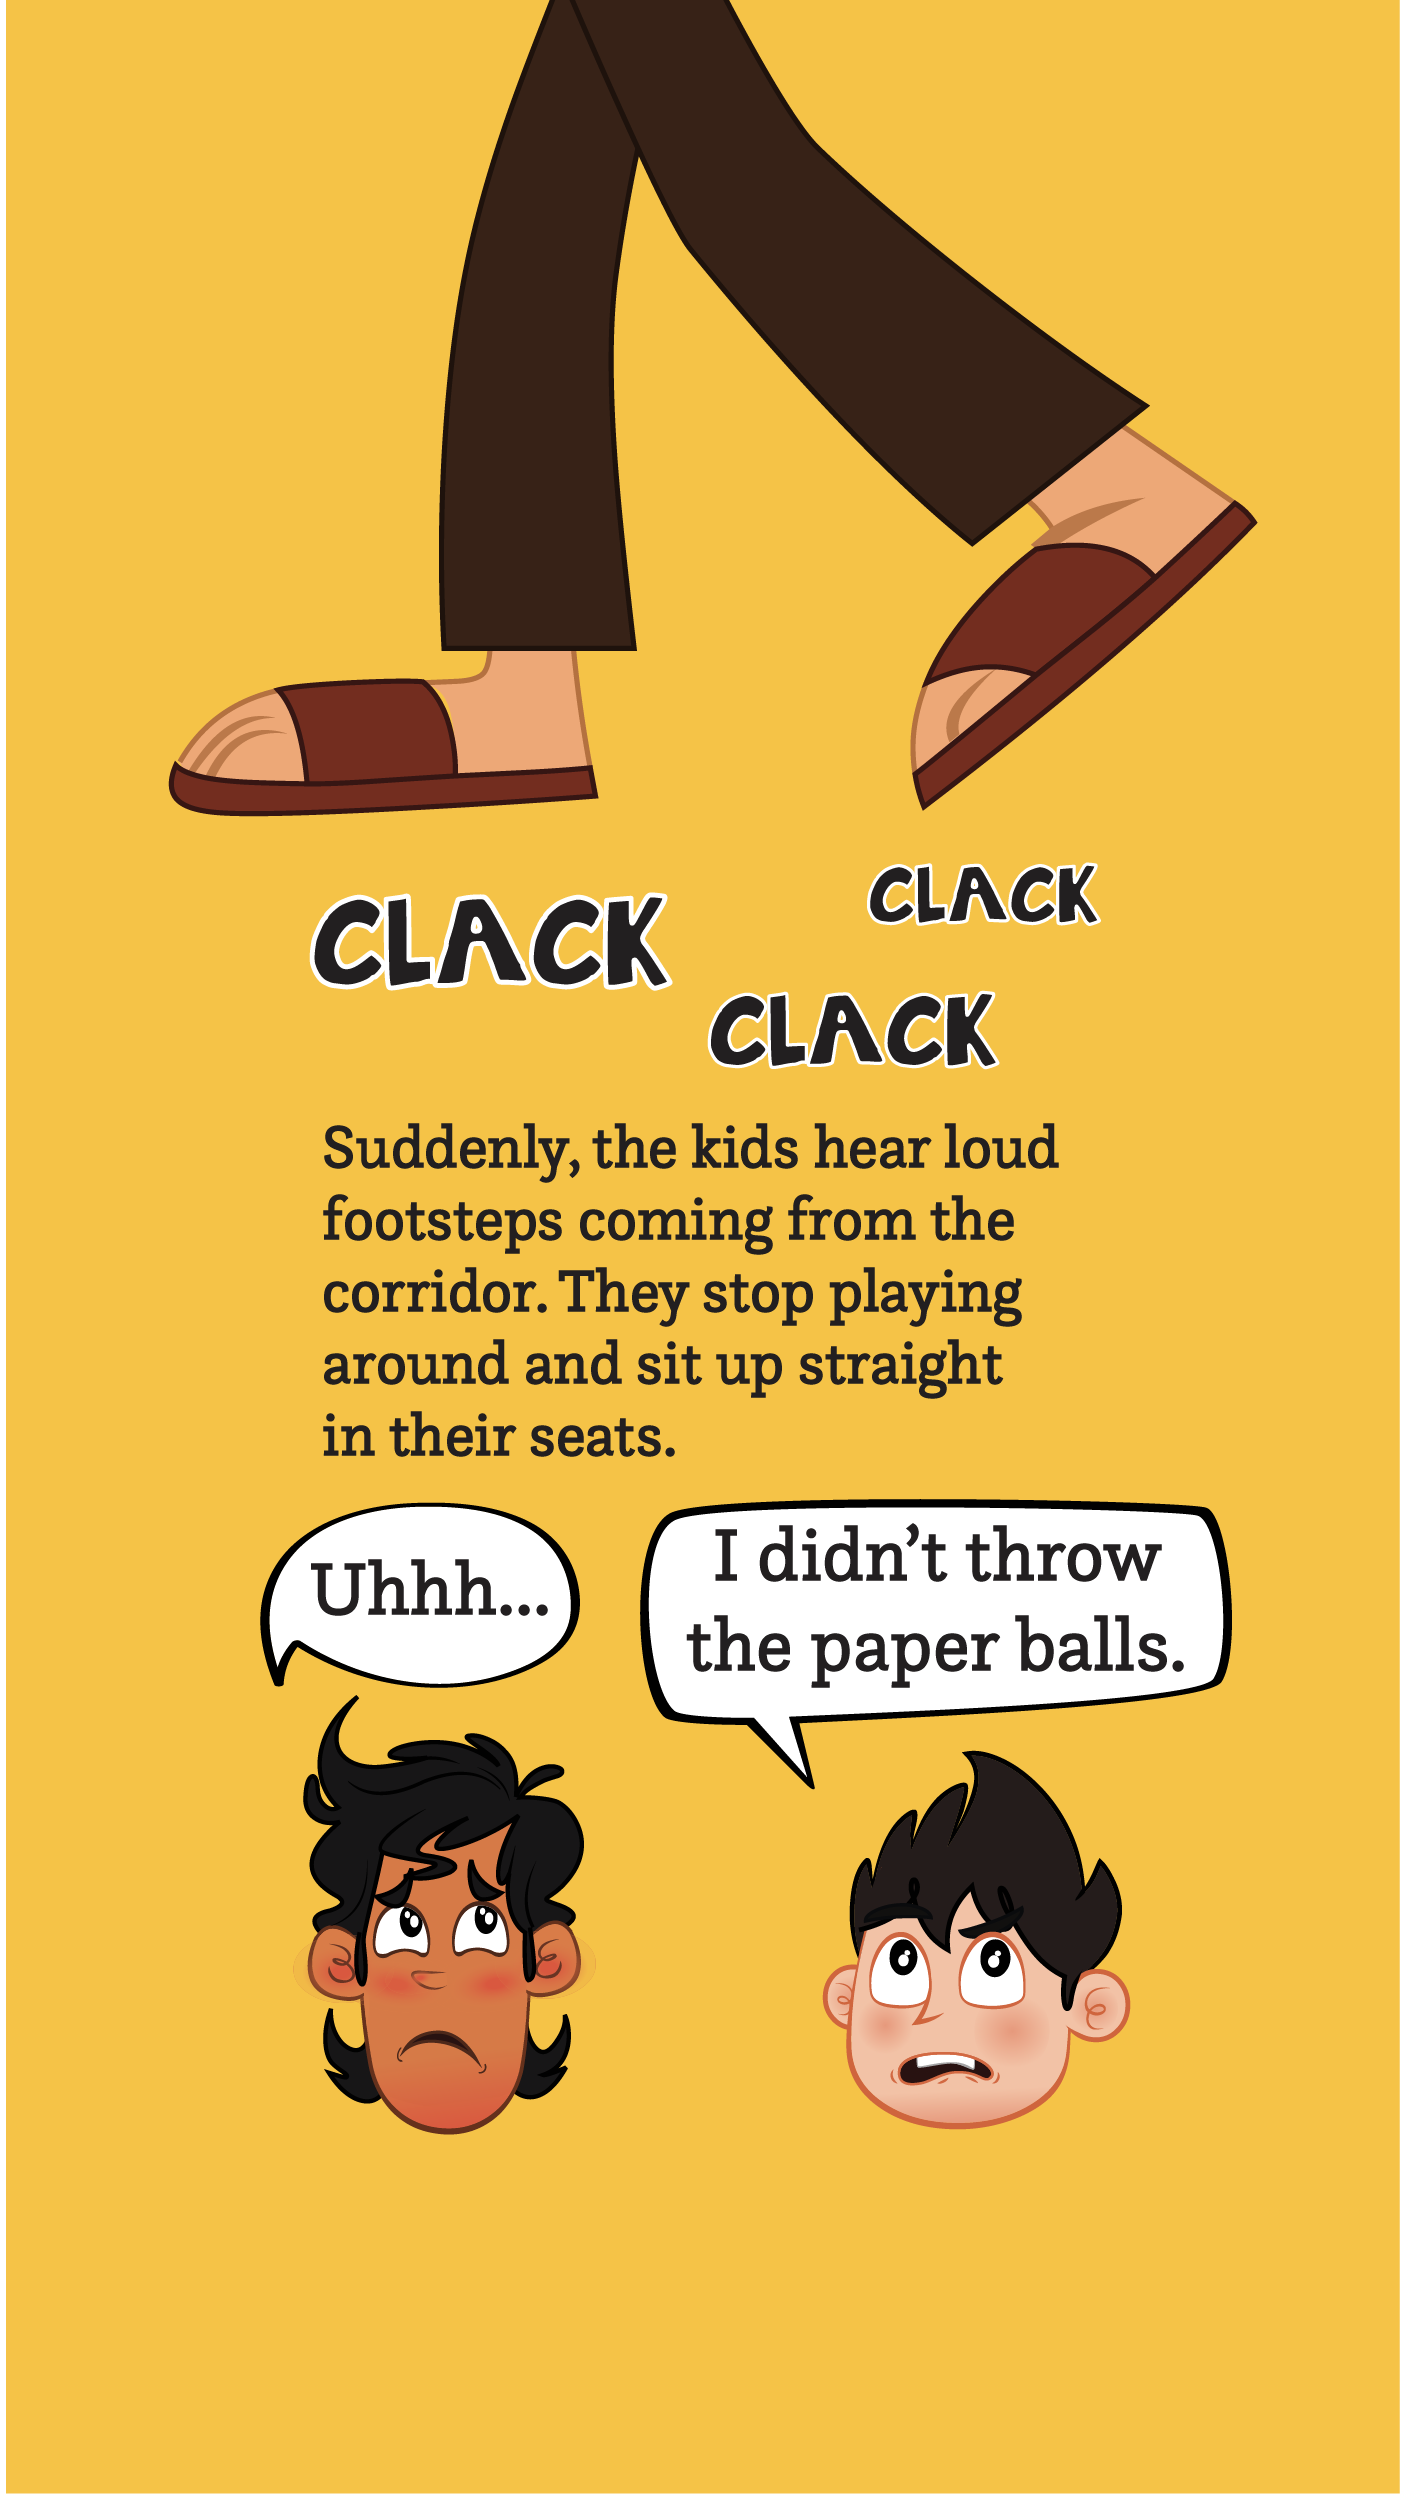 CLACK
CLACK
CLACK
Suddenly, the kids hear loud
footsteps coming from the
corridor. They stop playing
around and sit up straight
in their seats.
Uhhh...
I didn’t throw
the paper balls.